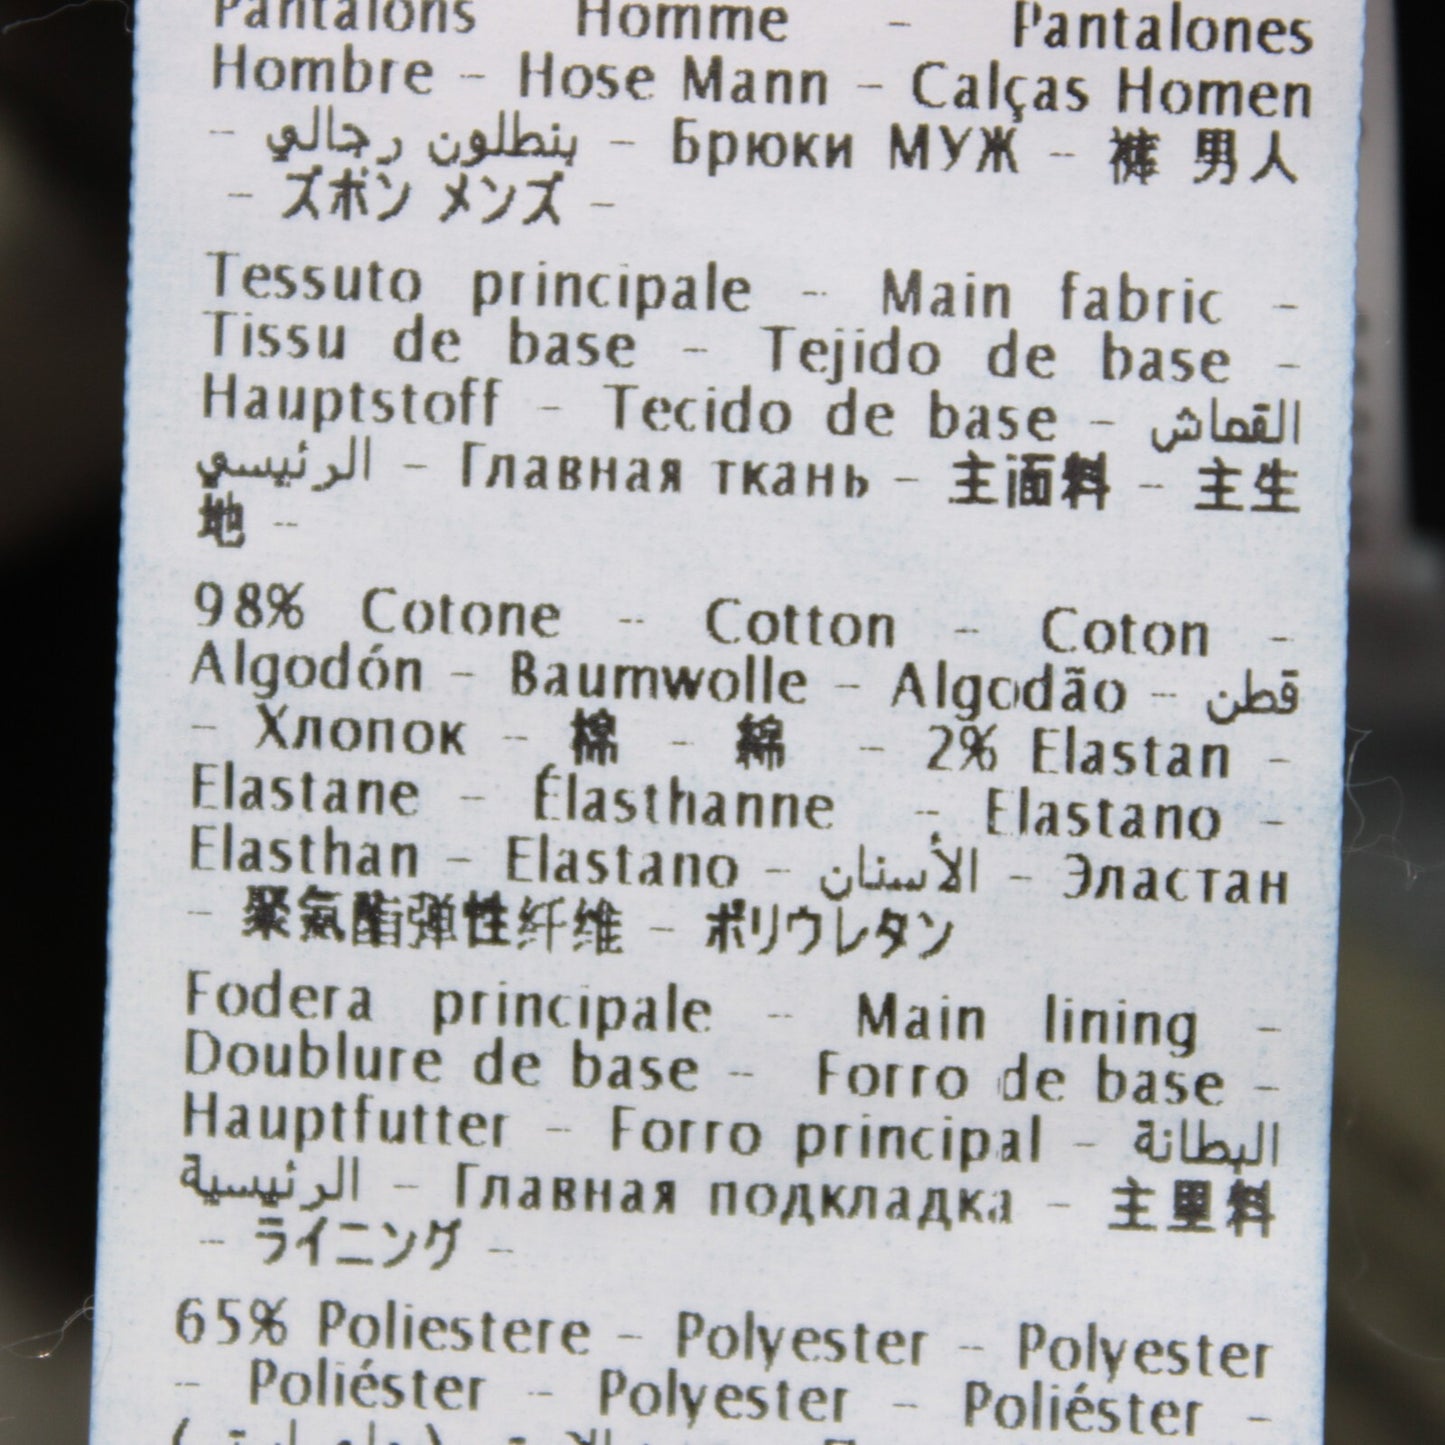 Pantalons Homme - Pantalones
Hombre - Hose Mann - Calças Homen
- بنطلون رجالي - Брюки МУЖ - 裤 男人
- ズボン メンズ -
Tessuto principale - Main fabric -
Tissu de base - Tejido de base -
Hauptstoff - Tecido de base - القماش
الرئيسي - Главная ткань - 主面料 - 主生
地 -
98% Cotone - Cotton - Coton -
Algodón - Baumwolle - Algodão - قطن
- Хлопок - 棉 - 綿 - 2% Elastan -
Elastane - Élasthanne - Elastano -
Elasthan - Elastano - الأستان - Эластан
- 聚氨酯弹性纤维 - ポリウレタン
Fodera principale - Main lining -
Doublure de base - Forro de base -
Hauptfutter - Forro principal - البطانة
الرئيسية - Главная подкладка - 主里料
- ライニング -
65% Poliestere - Polyester - Polyester
- Poliéster - Polyester - Poliéster -